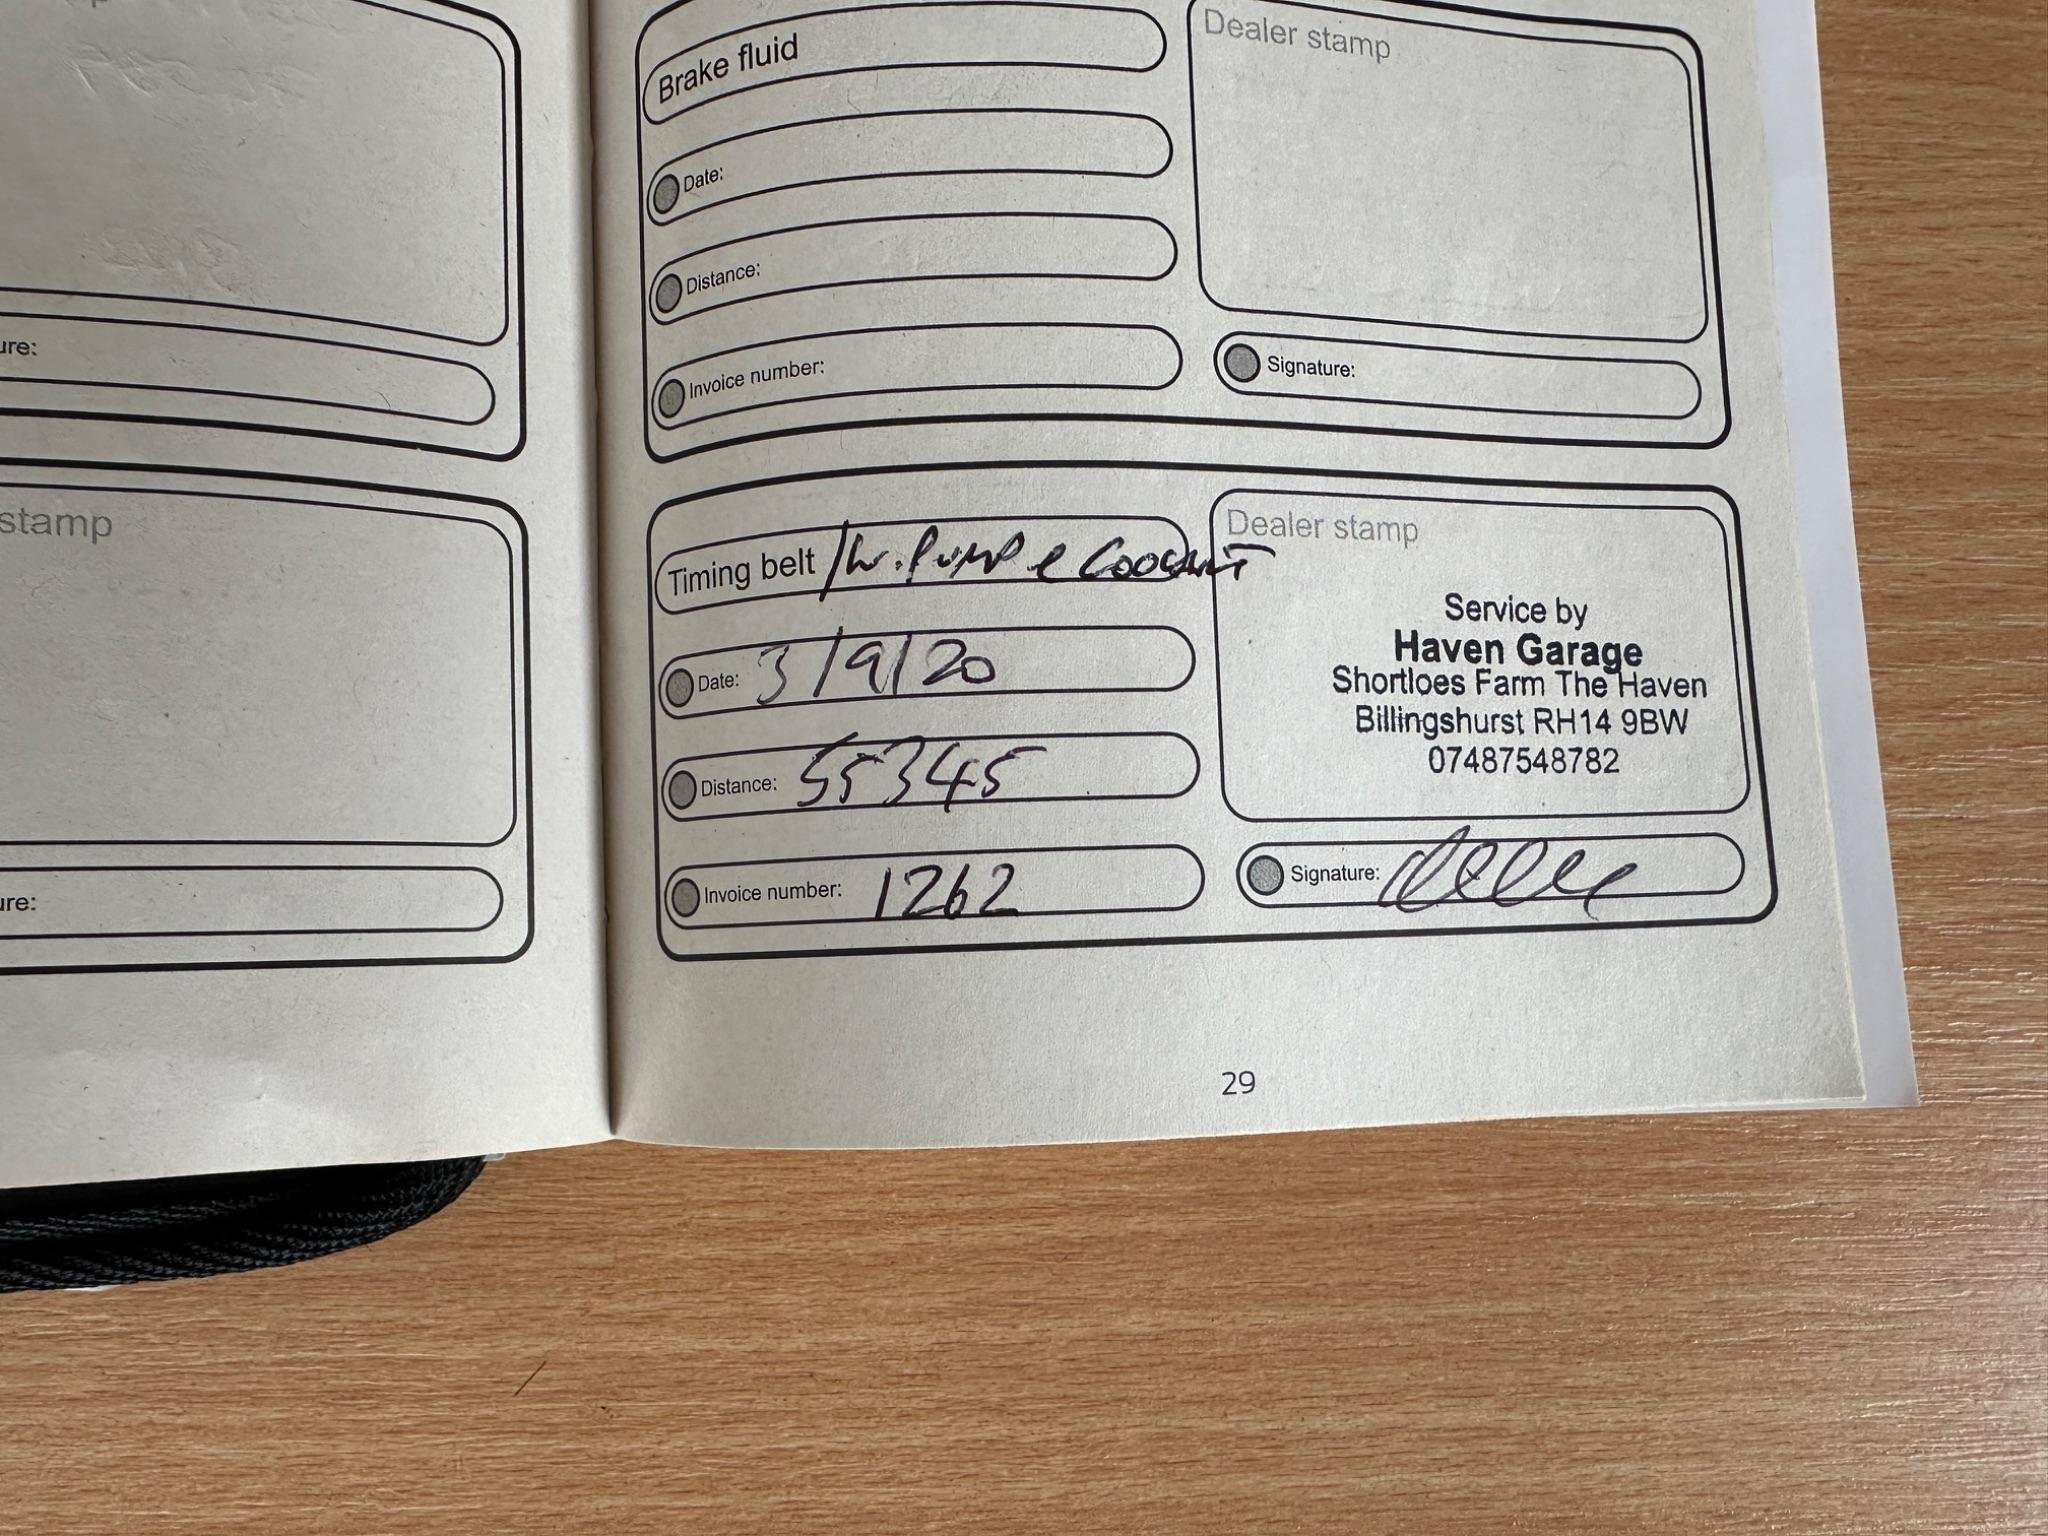 ure:
stamp
ure:
Brake fluid
Date:
Distance:
Invoice number:
Dealer stamp
Signature:
Timing belt /W. Pump & Coolant
Date: 3/9/20
Distance: 55345
Invoice number: 1262
Dealer stamp
Service by
Haven Garage
Shortloes Farm The Haven
Billingshurst RH14 9BW
07487548782
Signature:
29